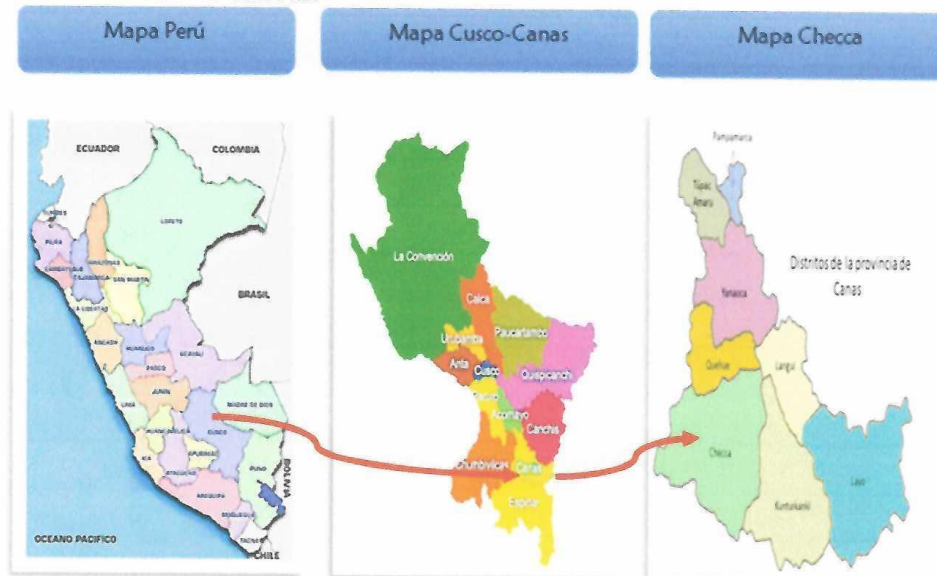 Mapa Perú
Mapa Cusco-Canas
Mapa Checca
ECUADOR
COLOMBIA
TUMBES
PIURA
LORETO
AMAZONAS
LAMBAYEQUE
CAJAMARCA
SAN MARTIN
LA LIBERTAD
BRASIL
ANCASH
HUANUCO
UCAYALI
PASCO
JUNIN
LIMA
MADRE DE DIOS
HUANCAVELICA
CUSCO
ICA
APURIMAC
AYACUCHO
PUNO
BOLIVIA
AREQUIPA
MOQUEGUA
TACNA
OCEANO PACIFICO
CHILE
La Convención
Calca
Urubamba
Paucartambo
Anta
Cusco
Quispicanchi
Acomayo
Canchis
Chumbivilcas
Canas
Espinar
Pampamarca
Túpac
Amaru
Yanaoca
Distritos de la provincia de
Canas
Quehue
Langui
Checca
Kunturkanki
Layo